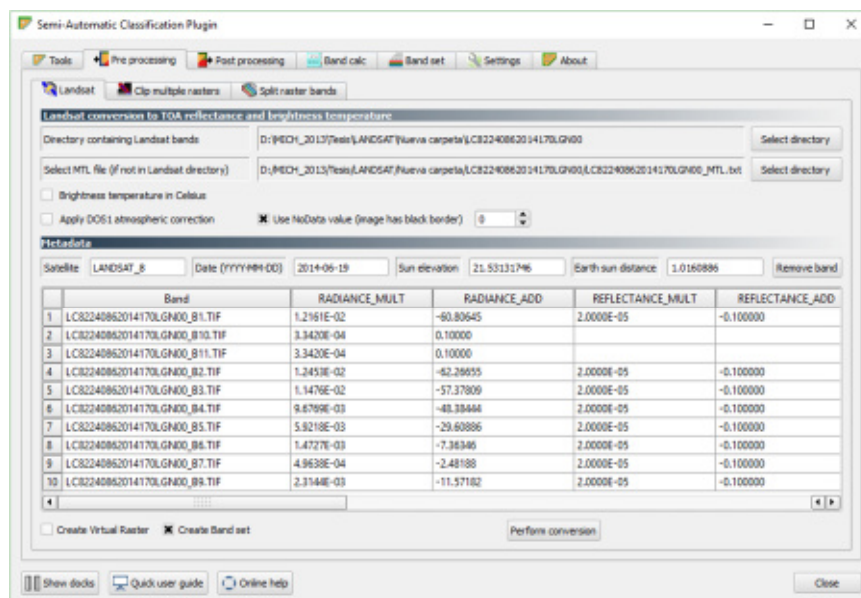 Semi-Automatic Classification Plugin
Tools Pre processing Post processing Band calc Band set Settings About
Landsat Clip multiple rasters Split raster bands
Landsat conversion to TOA reflectance and brightness temperature
Directory containing Landsat bands D:\MECH_2013\Tesis\LANDSAT\Nueva carpeta\LC82240862014170LGN00 Select directory
Select MTL file (if not in Landsat directory) D:/MECH_2013/Tesis/LANDSAT/Nueva carpeta/LC82240862014170LGN00/LC82240862014170LGN00_MTL.txt Select directory
Brightness temperature in Celsius
Apply DOS1 atmospheric correction Use NoData value (image has black border) 0
Metadata
Satellite LANDSAT_8 Date (YYYY-MM-DD) 2014-06-19 Sun elevation 21.53131746 Earth sun distance 1.0160886 Remove band
Band RADIANCE_MULT RADIANCE_ADD REFLECTANCE_MULT REFLECTANCE_ADD
1 LC82240862014170LGN00_B1.TIF 1.2161E-02 -60.80645 2.0000E-05 -0.100000
2 LC82240862014170LGN00_B10.TIF 3.3420E-04 0.10000
3 LC82240862014170LGN00_B11.TIF 3.3420E-04 0.10000
4 LC82240862014170LGN00_B2.TIF 1.2453E-02 -62.26655 2.0000E-05 -0.100000
5 LC82240862014170LGN00_B3.TIF 1.1476E-02 -57.37809 2.0000E-05 -0.100000
6 LC82240862014170LGN00_B4.TIF 9.6769E-03 -48.38444 2.0000E-05 -0.100000
7 LC82240862014170LGN00_B5.TIF 5.9218E-03 -29.60886 2.0000E-05 -0.100000
8 LC82240862014170LGN00_B6.TIF 1.4727E-03 -7.36346 2.0000E-05 -0.100000
9 LC82240862014170LGN00_B7.TIF 4.9638E-04 -2.48188 2.0000E-05 -0.100000
10 LC82240862014170LGN00_B9.TIF 2.3144E-03 -11.57182 2.0000E-05 -0.100000
Create Virtual Raster Create Band set Perform conversion
Show docks Quick user guide Online help Close